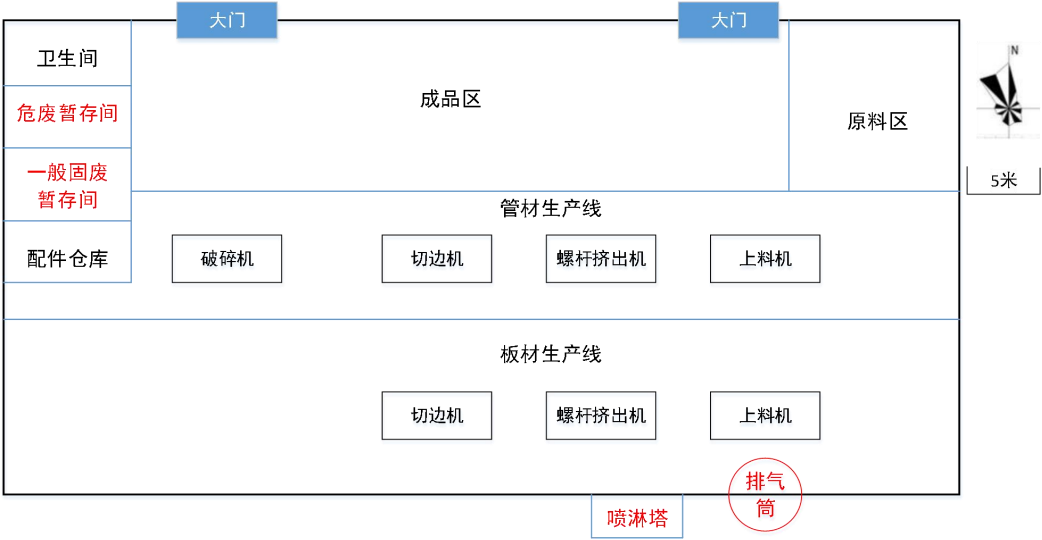 大门
大门
卫生间
成品区
危废暂存间
原料区
N
一般固废
暂存间
5米
管材生产线
配件仓库
破碎机
切边机
螺杆挤出机
上料机
板材生产线
切边机
螺杆挤出机
上料机
排气
筒
喷淋塔